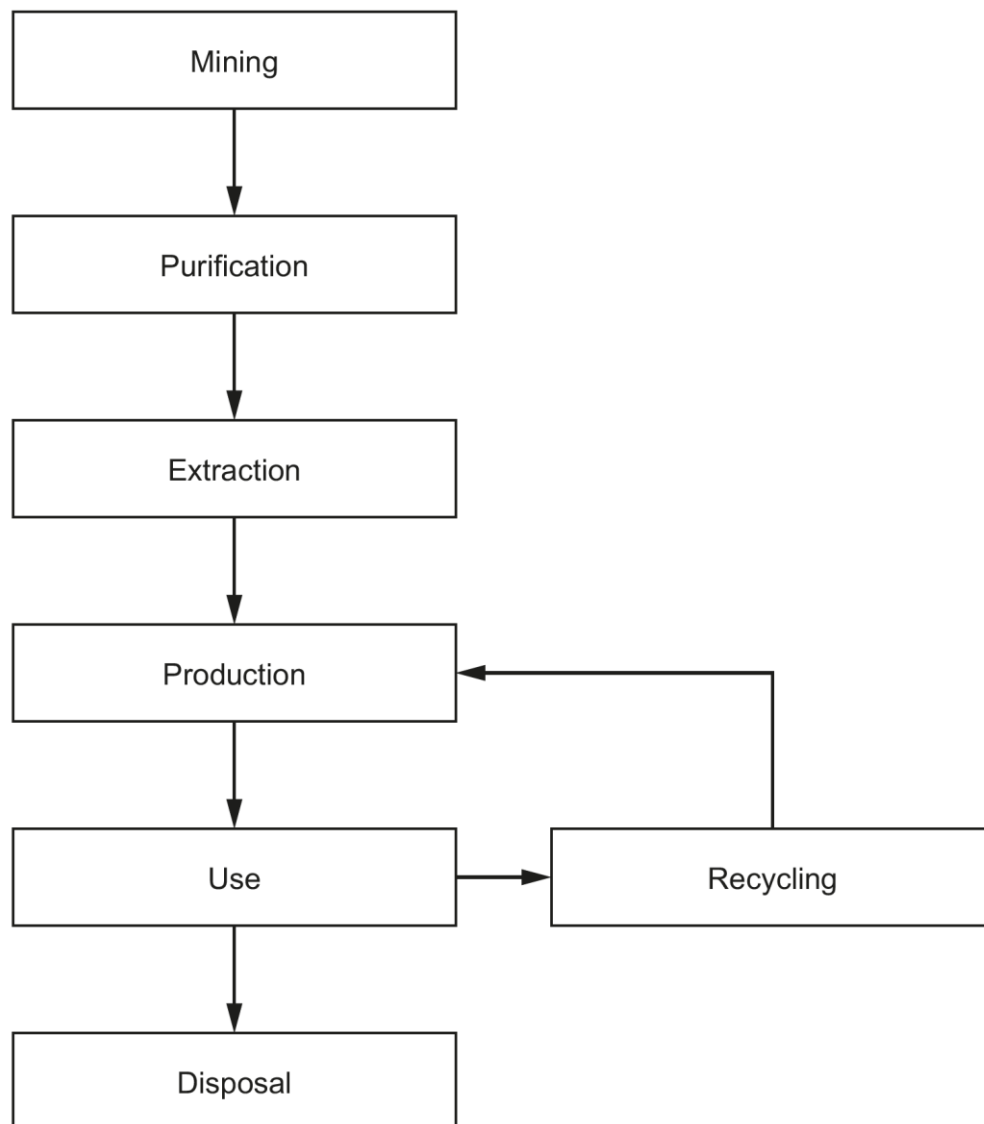 Mining
Purification
Extraction
Production
Use
Recycling
Disposal